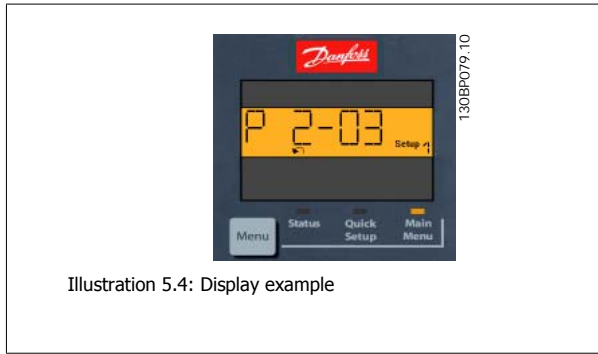 Danfoss
130BP079.10
P 2-03 Setup 1
Status Quick Setup Main Menu
Menu
Illustration 5.4: Display example